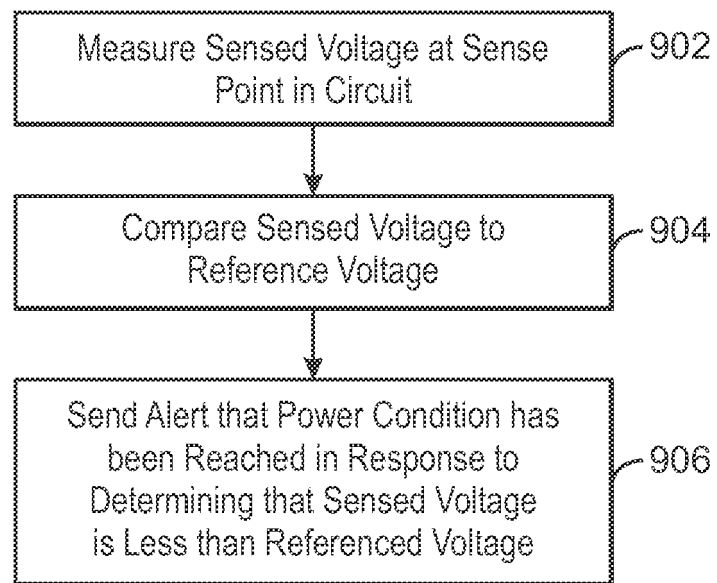 Measure Sensed Voltage at Sense
Point in Circuit
902
Compare Sensed Voltage to
Reference Voltage
904
Send Alert that Power Condition has
been Reached in Response to
Determining that Sensed Voltage
is Less than Referenced Voltage
906